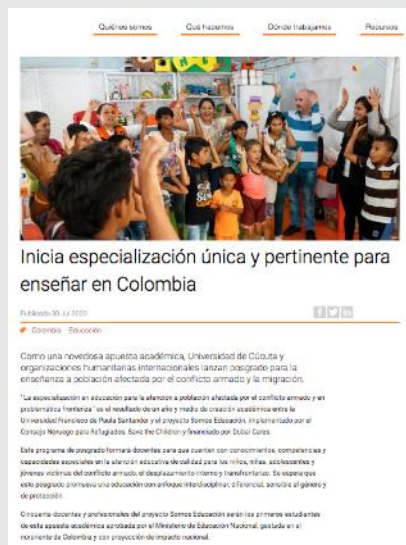 Quiénes somos Qué hacemos Dónde trabajamos Recursos
Inicia especialización única y pertinente para
enseñar en Colombia
Publicado 30. Jul 2020
Colombia Educación
Como una novedosa apuesta académica, Universidad de Cúcuta y
organizaciones humanitarias internacionales lanzan posgrado para la
enseñanza a población afectada por el conflicto armado y la migración.
"La especialización en educación para la atención a población afectada por el conflicto armado y en
problemática fronteriza" es el resultado de un año y medio de creación académica entre la
Universidad Francisco de Paula Santander y el proyecto Somos Educación, implementado por el
Consejo Noruego para Refugiados, Save the Children y financiado por Dubai Cares.
Este programa de posgrado formará docentes para que cuenten con conocimientos, competencias y
capacidades especiales en la atención educativa de calidad para los niños, niñas, adolescentes y
jóvenes víctimas del conflicto armado, el desplazamiento interno y transfronterizo. Se espera que
este posgrado promueva una educación con enfoque interdisciplinar, diferencial, sensible al género y
de protección.
Cincuenta docentes y profesionales del proyecto Somos Educación serán los primeros estudiantes
de esta apuesta académica aprobada por el Ministerio de Educación Nacional, gestada en el
nororiente de Colombia y con proyección de impacto nacional.